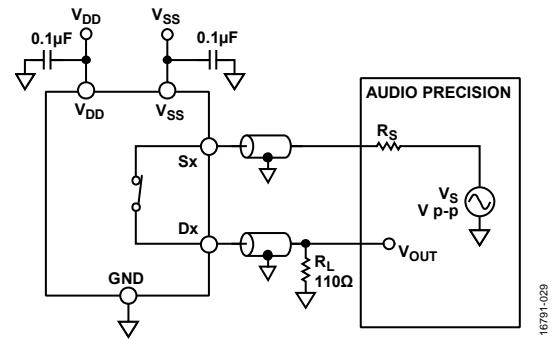 VDD
VSS
0.1µF
0.1µF
VDD
VSS
AUDIO PRECISION
RS
Sx
VS
V p-p
Dx
VOUT
RL
110Ω
GND
16791-029